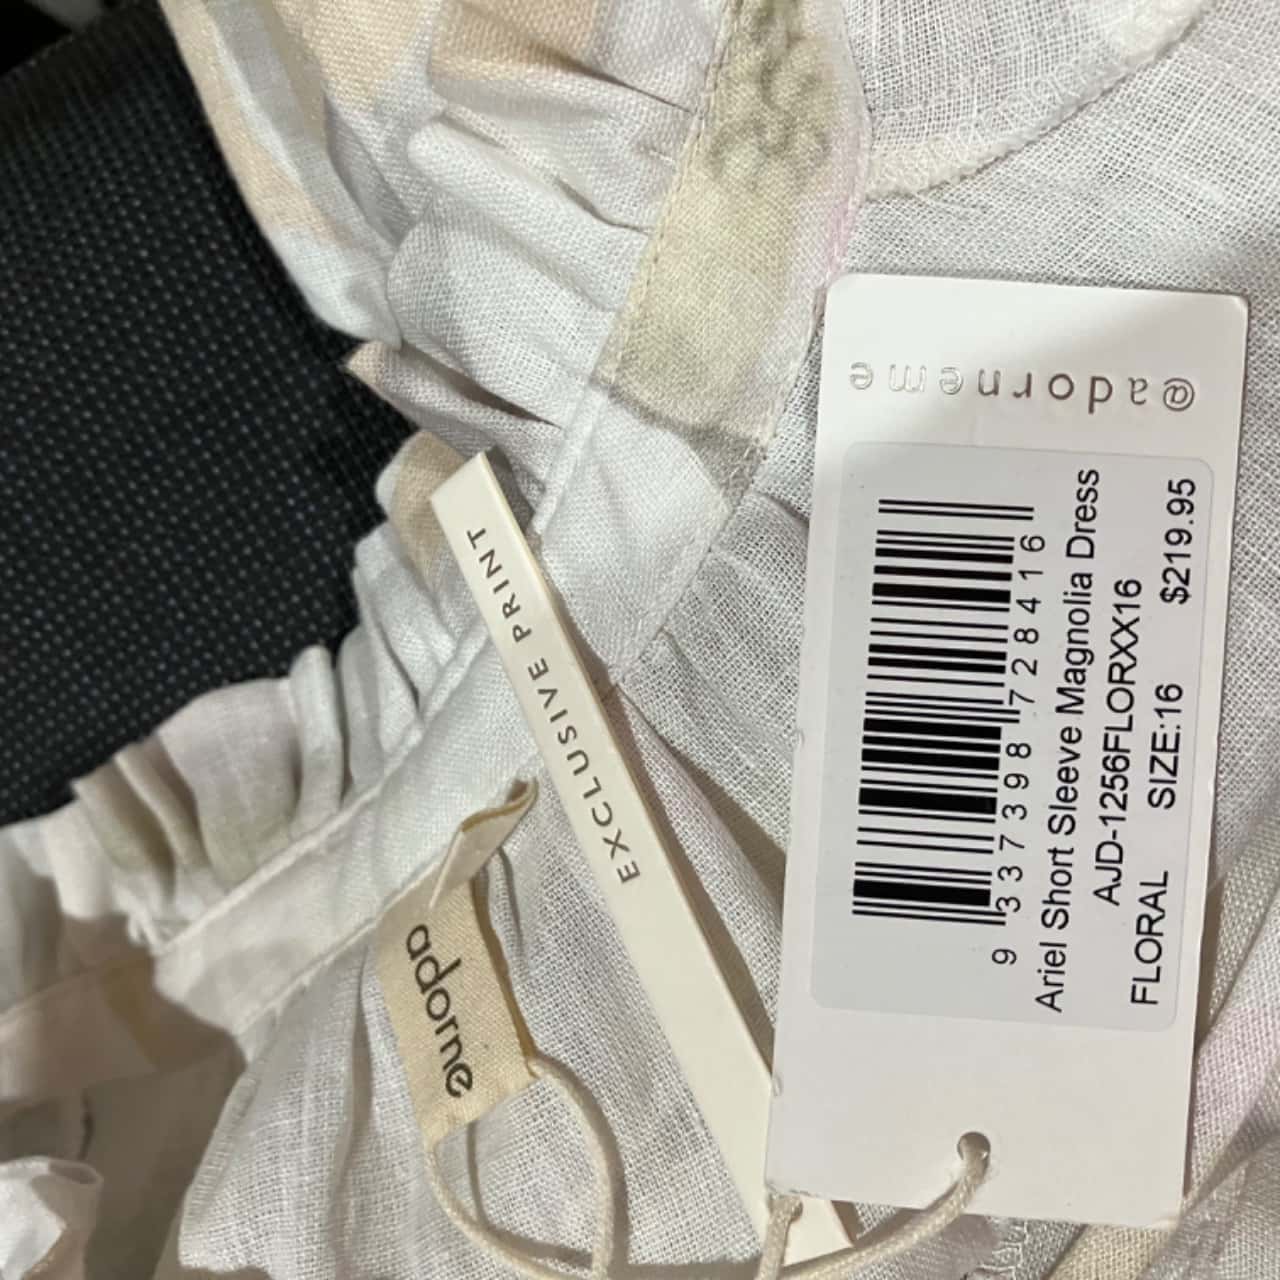 @adorneme
9 337398 728416
Ariel Short Sleeve Magnolia Dress
AJD-1256FLORXX16
FLORAL SIZE:16 $219.95
EXCLUSIVE PRINT
adorne